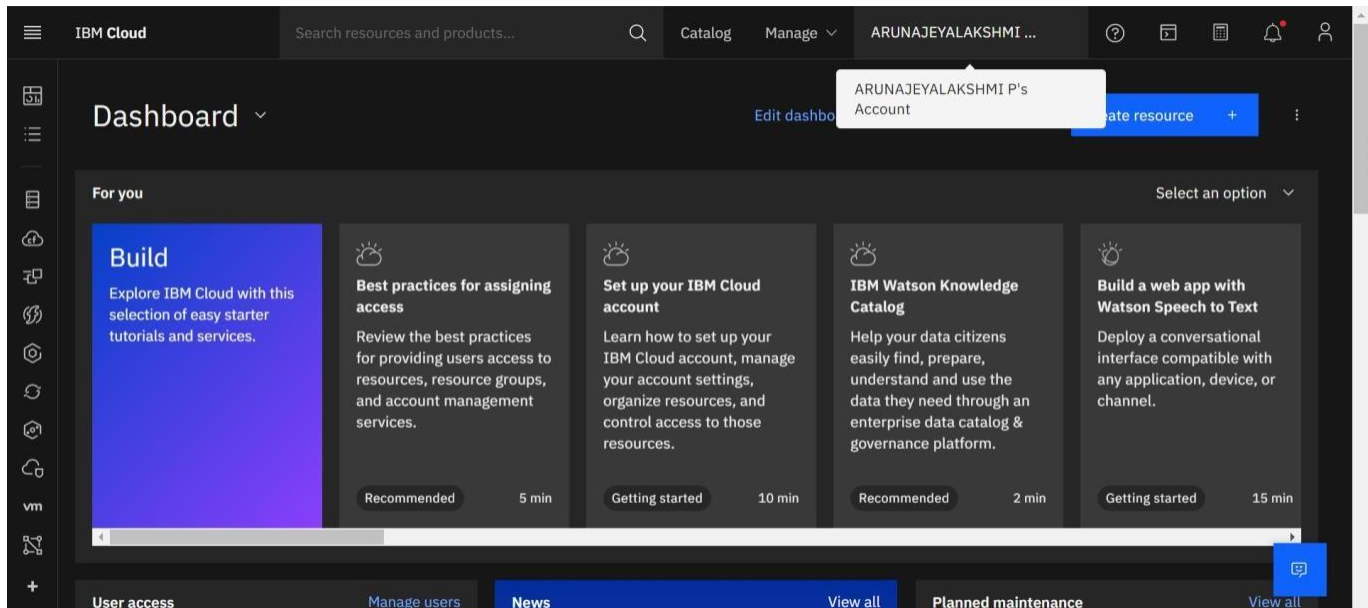 IBM Cloud
Search resources and products...
Catalog
Manage
ARUNAJEYALAKSHMI ...
ARUNAJEYALAKSHMI P's
Account
Dashboard
Edit dashbo
eate resource +
For you
Select an option
Build
Explore IBM Cloud with this
selection of easy starter
tutorials and services.
Best practices for assigning
access
Review the best practices
for providing users access to
resources, resource groups,
and account management
services.
Recommended
5 min
Set up your IBM Cloud
account
Learn how to set up your
IBM Cloud account, manage
your account settings,
organize resources, and
control access to those
resources.
Getting started
10 min
IBM Watson Knowledge
Catalog
Help your data citizens
easily find, prepare,
understand and use the
data they need through an
enterprise data catalog &
governance platform.
Recommended
2 min
Build a web app with
Watson Speech to Text
Deploy a conversational
interface compatible with
any application, device, or
channel.
Getting started
15 min
cf
vm
User access
Manage users
News
View all
Planned maintenance
View all